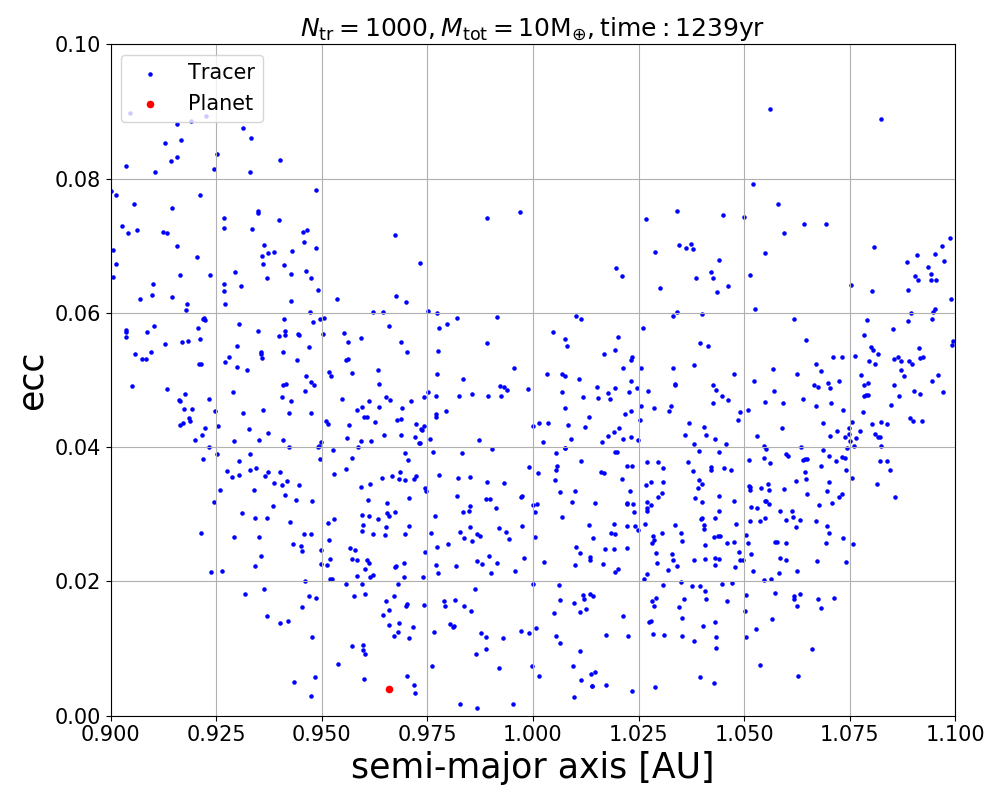 N_tr = 1000, M_tot = 10M_⊕, time : 1239yr
Tracer
Planet
0.10
0.08
0.06
0.04
0.02
0.00
ecc
0.900 0.925 0.950 0.975 1.000 1.025 1.050 1.075 1.100
semi-major axis [AU]